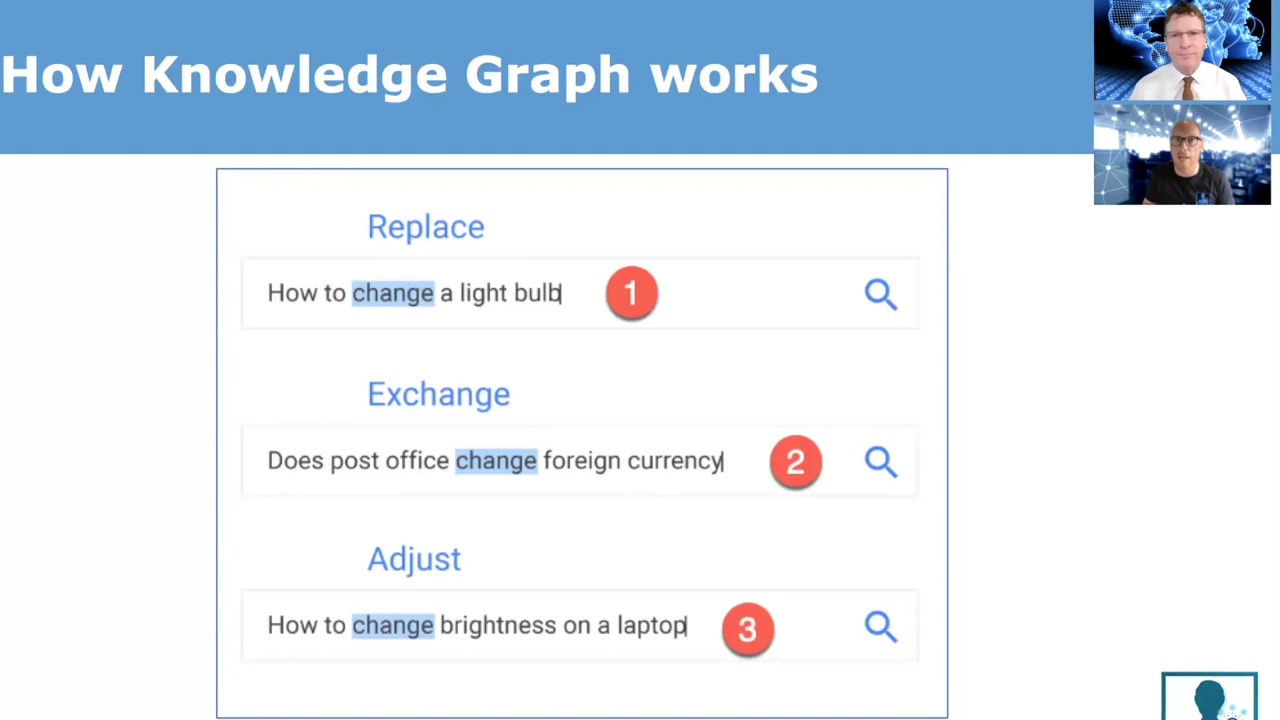 How Knowledge Graph works
Replace
How to change a light bulb
1
Exchange
Does post office change foreign currency
2
Adjust
How to change brightness on a laptop
3